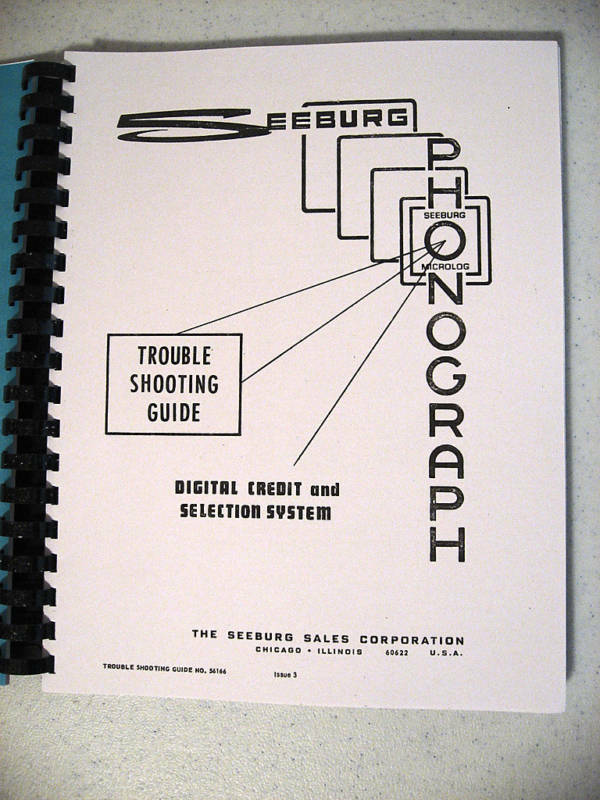 SEEBURG
PHONOGRAPH
SEEBURG
MICROLOG
TROUBLE
SHOOTING
GUIDE
DIGITAL CREDIT and
SELECTION SYSTEM
THE SEEBURG SALES CORPORATION
CHICAGO • ILLINOIS 60622 U.S.A.
TROUBLE SHOOTING GUIDE NO. 56166 Issue 3